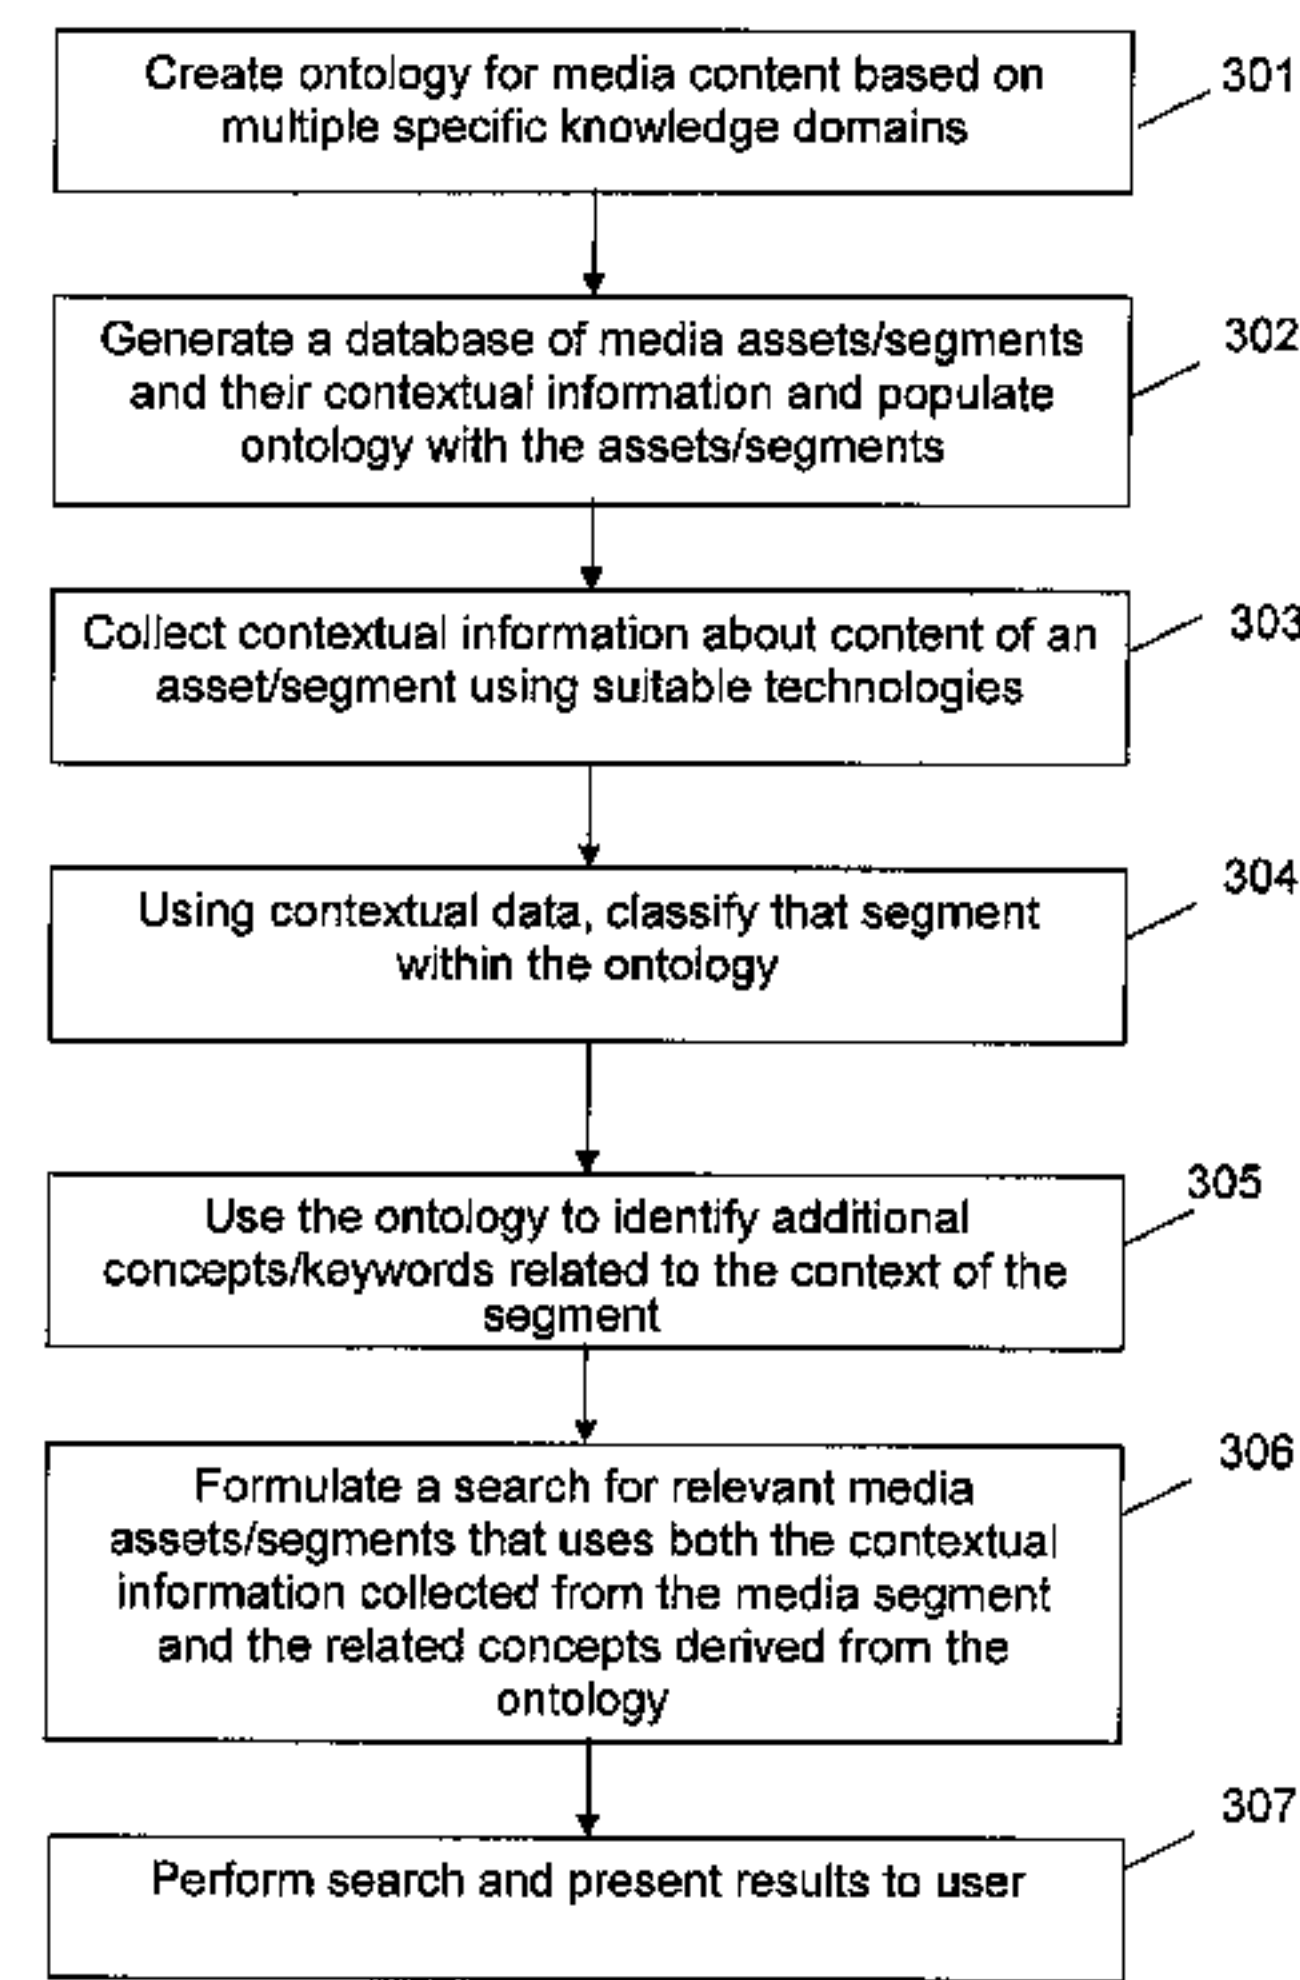 Create ontology for media content based on
multiple specific knowledge domains
301
Generate a database of media assets/segments
and their contextual information and populate
ontology with the assets/segments
302
Collect contextual information about content of an
asset/segment using suitable technologies
303
Using contextual data, classify that segment
within the ontology
304
Use the ontology to identify additional
concepts/keywords related to the context of the
segment
305
Formulate a search for relevant media
assets/segments that uses both the contextual
information collected from the media segment
and the related concepts derived from the
ontology
306
Perform search and present results to user
307